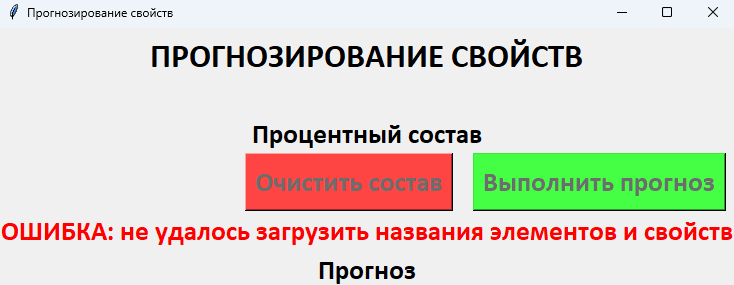 Прогнозирование свойств
ПРОГНОЗИРОВАНИЕ СВОЙСТВ
Процентный состав
Очистить состав Выполнить прогноз
ОШИБКА: не удалось загрузить названия элементов и свойств
Прогноз